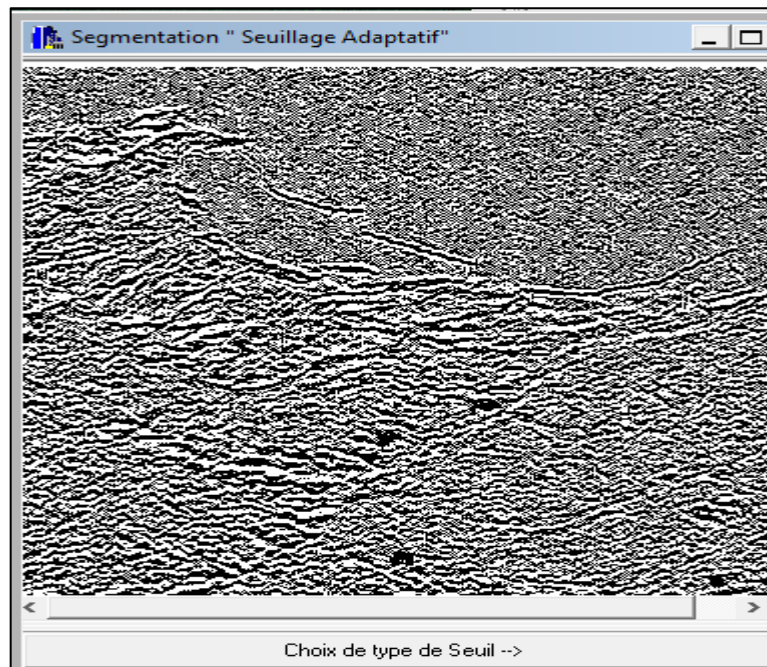 Segmentation " Seuillage Adaptatif"
Choix de type de Seuil -->